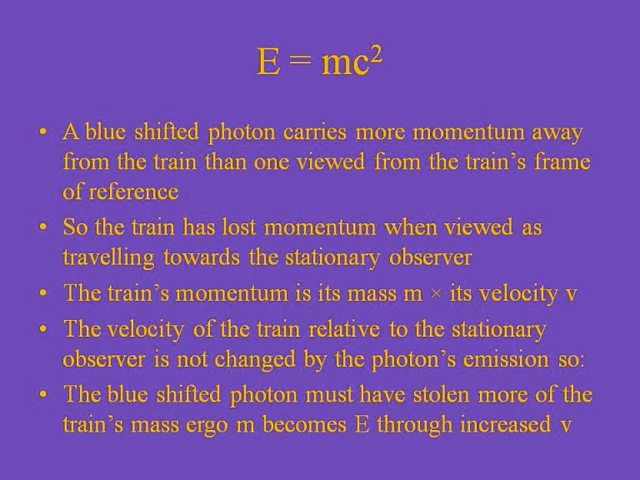 E = mc²
• A blue shifted photon carries more momentum away
from the train than one viewed from the train's frame
of reference
• So the train has lost momentum when viewed as
travelling towards the stationary observer
• The train's momentum is its mass m × its velocity v
• The velocity of the train relative to the stationary
observer is not changed by the photon's emission so:
• The blue shifted photon must have stolen more of the
train's mass ergo m becomes E through increased v